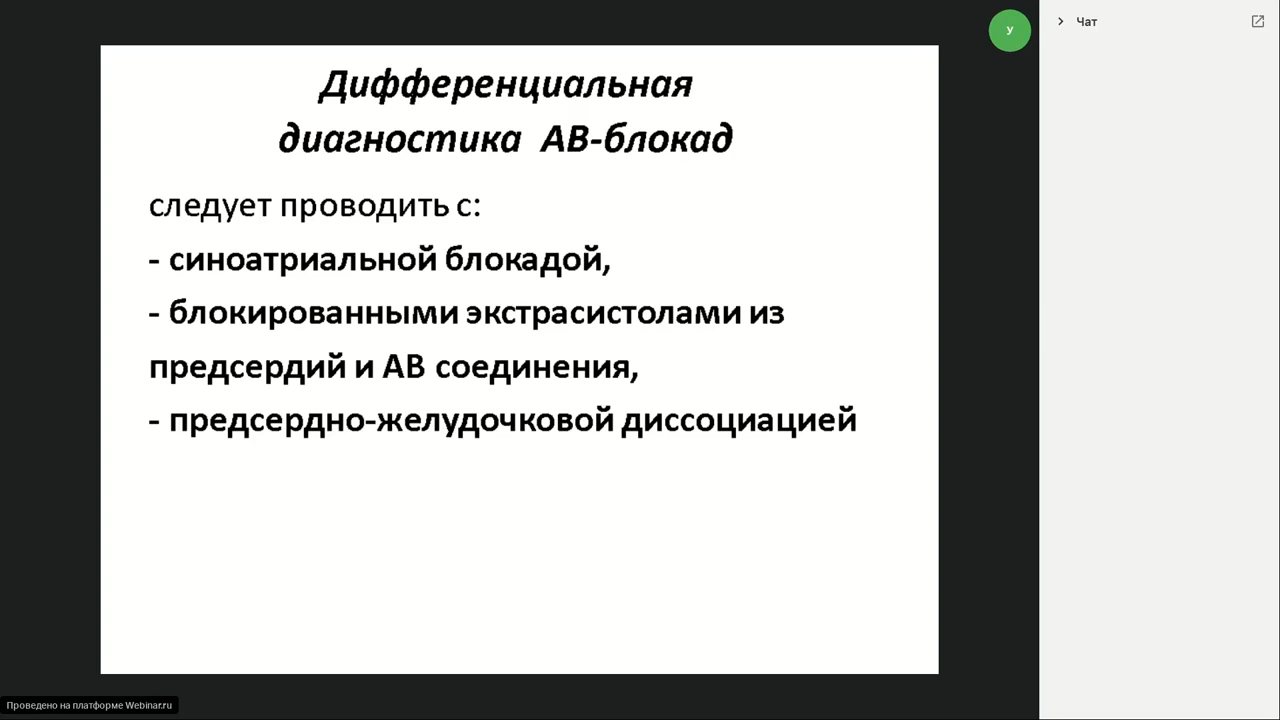 Дифференциальная
диагностика АВ-блокад
следует проводить с:
- синоатриальной блокадой,
- блокированными экстрасистолами из
предсердий и АВ соединения,
- предсердно-желудочковой диссоциацией
У
Чат
Проведено на платформе Webinar.ru